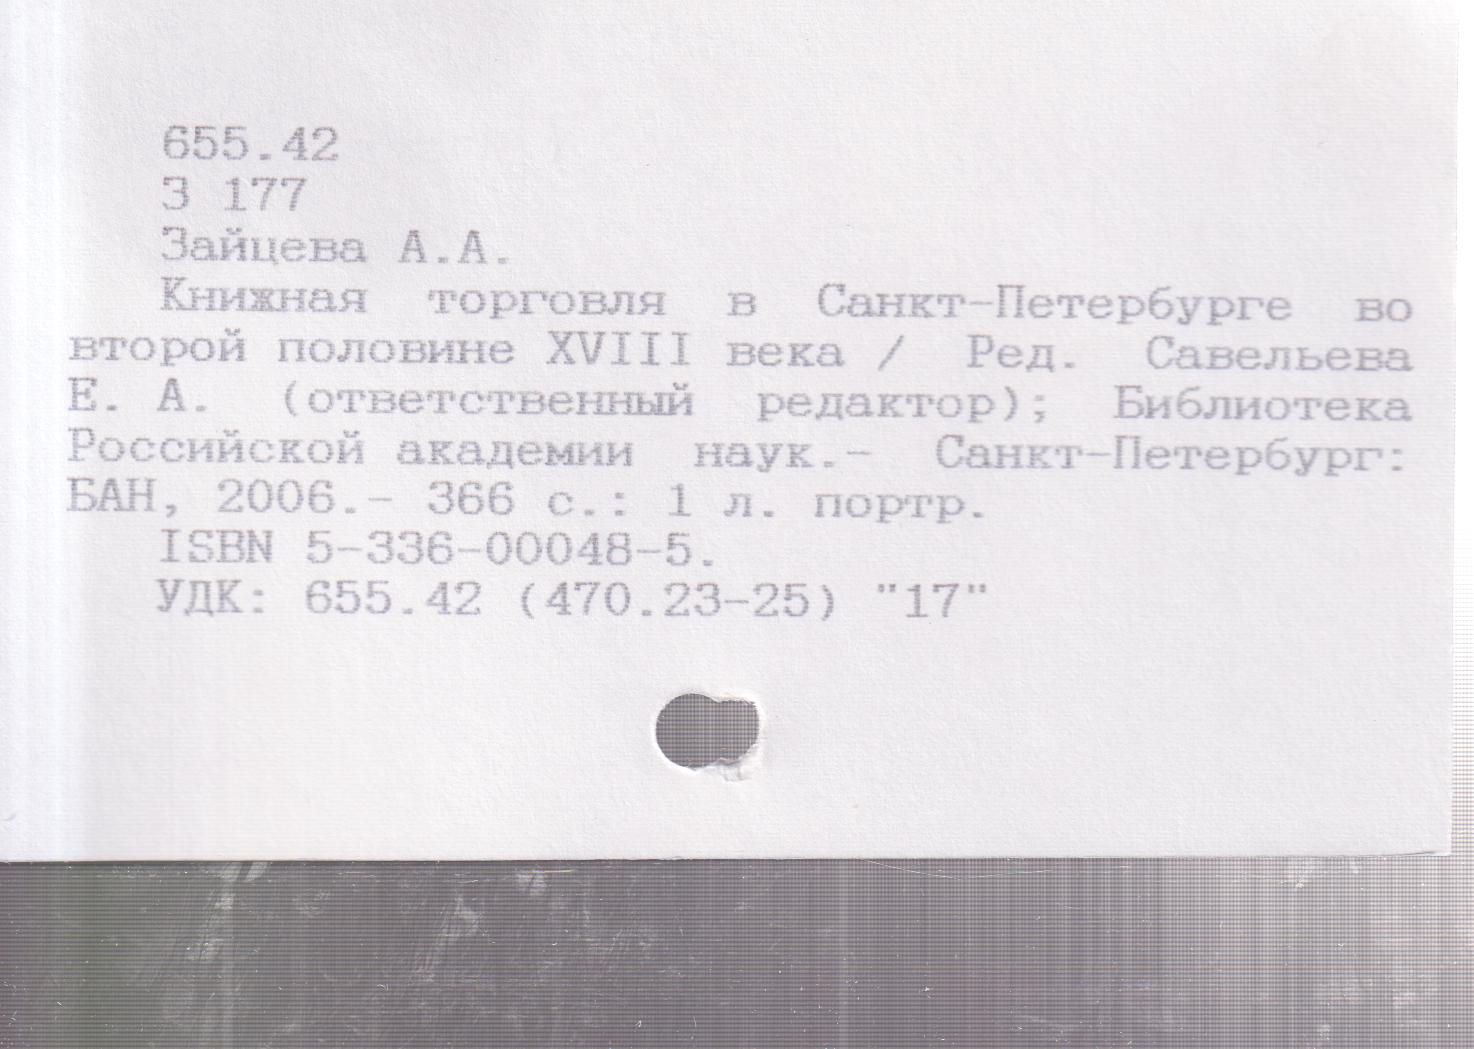 655.42
З 177
Зайцева А.А.
Книжная торговля в Санкт-Петербурге во
второй половине XVIII века / Ред. Савельева
Е. А. (ответственный редактор); Библиотека
Российской академии наук.- Санкт-Петербург:
БАН, 2006.- 366 с.: 1 л. портр.
ISBN 5-336-00048-5.
УДК: 655.42 (470.23-25) "17"